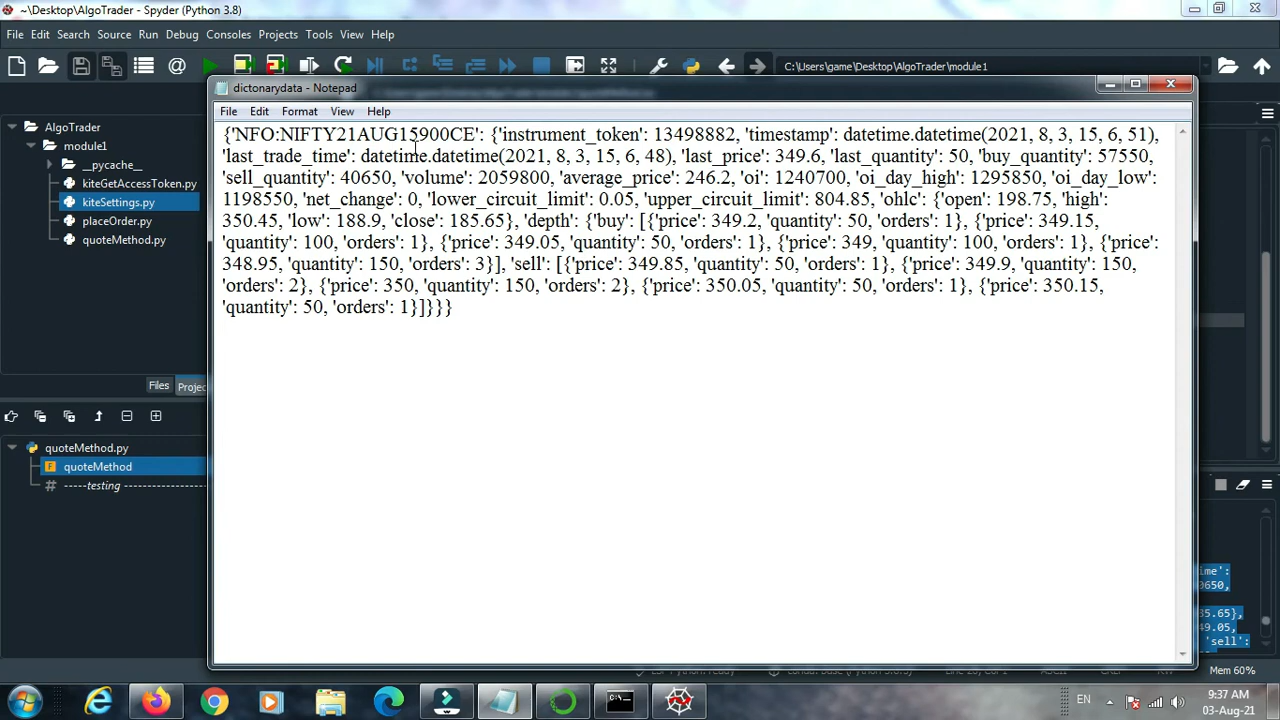 ~\Desktop\AlgoTrader - Spyder (Python 3.8)
File Edit Search Source Run Debug Consoles Projects Tools View Help
C:\Users\game\Desktop\AlgoTrader\module1
dictonarydata - Notepad
File Edit Format View Help
{'NFO:NIFTY21AUG15900CE': {'instrument_token': 13498882, 'timestamp': datetime.datetime(2021, 8, 3, 15, 6, 51),
'last_trade_time': datetime.datetime(2021, 8, 3, 15, 6, 48), 'last_price': 349.6, 'last_quantity': 50, 'buy_quantity': 57550,
'sell_quantity': 40650, 'volume': 2059800, 'average_price': 246.2, 'oi': 1240700, 'oi_day_high': 1295850, 'oi_day_low':
1198550, 'net_change': 0, 'lower_circuit_limit': 0.05, 'upper_circuit_limit': 804.85, 'ohlc': {'open': 198.75, 'high':
350.45, 'low': 188.9, 'close': 185.65}, 'depth': {'buy': [{'price': 349.2, 'quantity': 50, 'orders': 1}, {'price': 349.15,
'quantity': 100, 'orders': 1}, {'price': 349.05, 'quantity': 50, 'orders': 1}, {'price': 349, 'quantity': 100, 'orders': 1}, {'price':
348.95, 'quantity': 150, 'orders': 3}], 'sell': [{'price': 349.85, 'quantity': 50, 'orders': 1}, {'price': 349.9, 'quantity': 150,
'orders': 2}, {'price': 350, 'quantity': 150, 'orders': 2}, {'price': 350.05, 'quantity': 50, 'orders': 1}, {'price': 350.15,
'quantity': 50, 'orders': 1}]}}}
AlgoTrader
module1
__pycache__
kiteGetAccessToken.py
kiteSettings.py
placeOrder.py
quoteMethod.py
Files Projec
quoteMethod.py
quoteMethod
-----testing ------------------
ime':
0650,
35.65},
49.05,
'sell':
Mem 60%
EN
9:37 AM
03-Aug-21